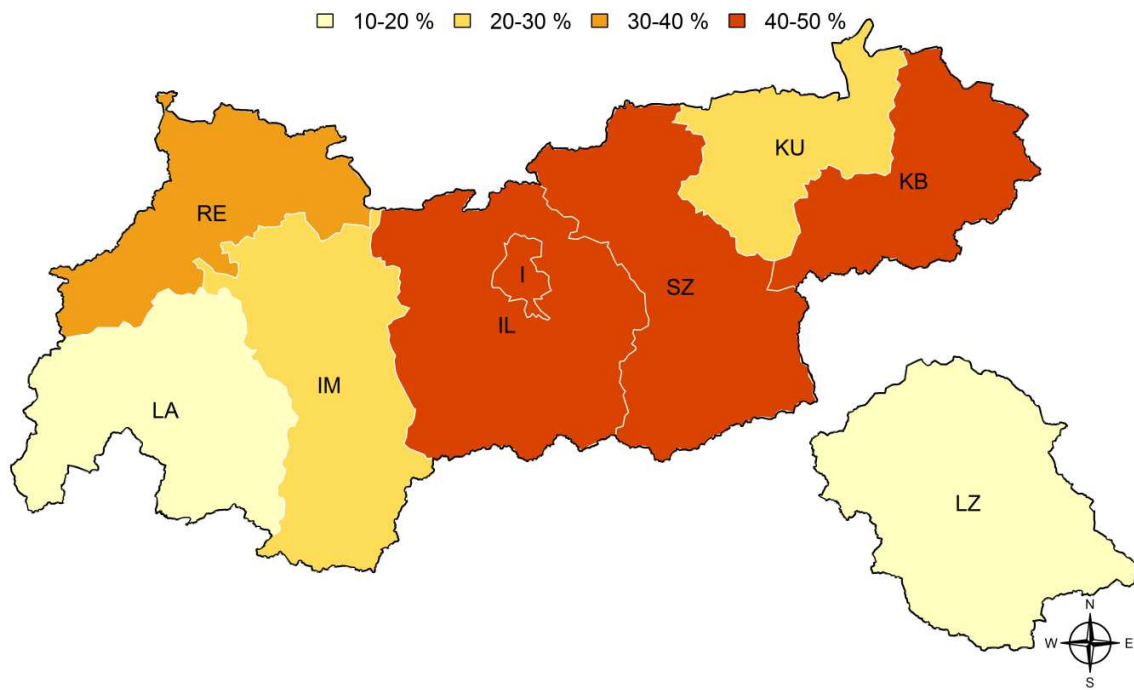 10-20 % 20-30 % 30-40 % 40-50 %
KU
KB
RE
I
SZ
IL
IM
LA
LZ
N
W E
S